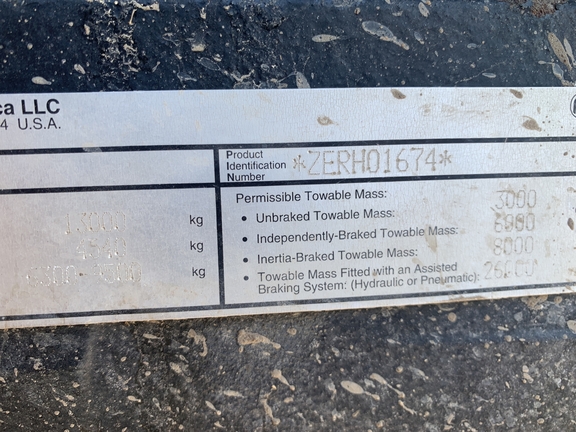 ca LLC
4 U.S.A.
Product
Identification
Number *ZERH01674*
Permissible Towable Mass:
• Unbraked Towable Mass: 3000
• Independently-Braked Towable Mass: 6000
• Inertia-Braked Towable Mass: 8000
• Towable Mass Fitted with an Assisted
Braking System: (Hydraulic or Pneumatic):
13000 kg
kg
kg